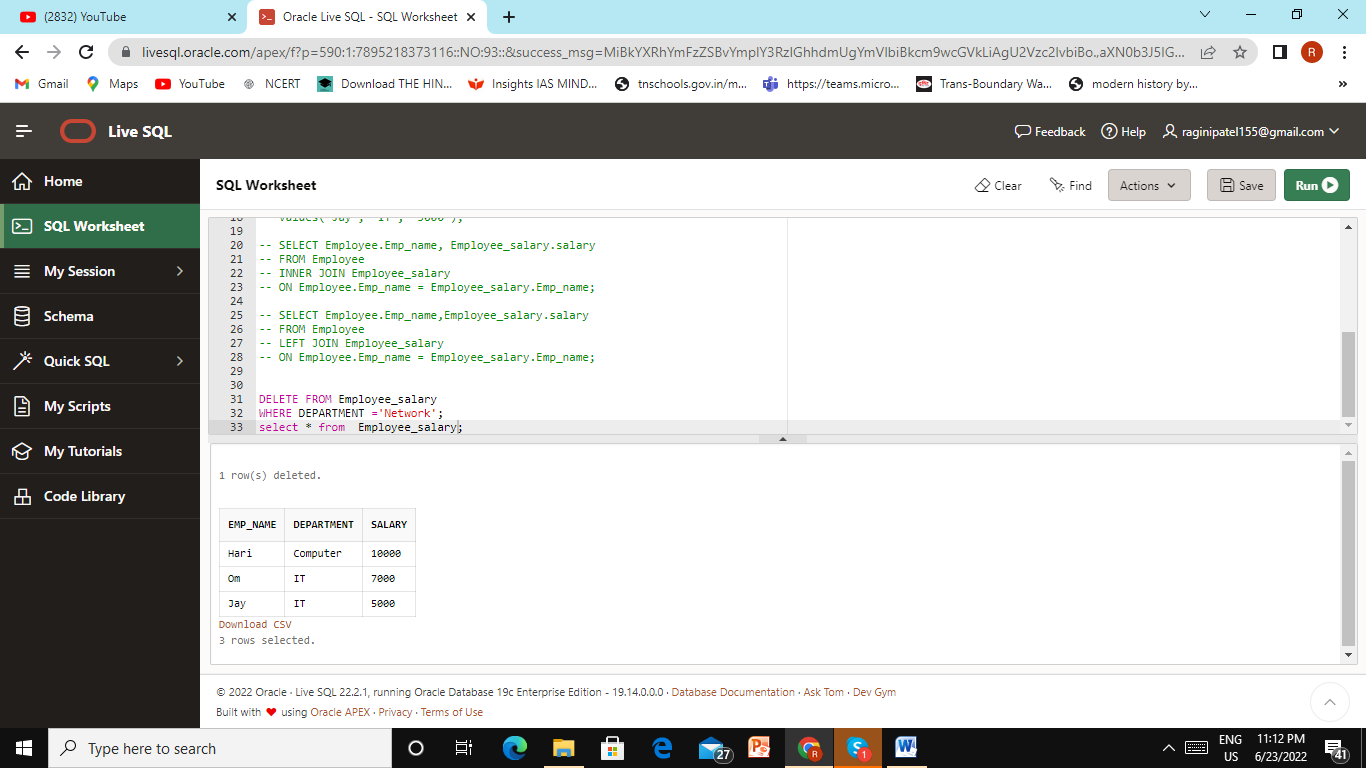 (2832) YouTube
Oracle Live SQL - SQL Worksheet
livesql.oracle.com/apex/f?p=590:1:7895218373116::NO:93::&success_msg=MiBkYXRhYmFzZSBvYmplY3RzIGhhdmUgYmVlbiBkcm9wcGVkLiAgU2Vzc2lvbiBo.,aXN0b3J5IG...
R
Gmail Maps YouTube NCERT Download THE HIN... Insights IAS MIND... tnschools.gov.in/m... https://teams.micro... Trans-Boundary Wa... modern history by... »
Live SQL
Feedback Help raginipatel155@gmail.com
Home
SQL Worksheet
My Session
Schema
Quick SQL
My Scripts
My Tutorials
Code Library
SQL Worksheet
Clear Find Actions Save Run
18 values('Jay', 'IT', '5000');
19
20 -- SELECT Employee.Emp_name, Employee_salary.salary
21 -- FROM Employee
22 -- INNER JOIN Employee_salary
23 -- ON Employee.Emp_name = Employee_salary.Emp_name;
24
25 -- SELECT Employee.Emp_name,Employee_salary.salary
26 -- FROM Employee
27 -- LEFT JOIN Employee_salary
28 -- ON Employee.Emp_name = Employee_salary.Emp_name;
29
30
31 DELETE FROM Employee_salary
32 WHERE DEPARTMENT ='Network';
33 select * from  Employee_salary;
1 row(s) deleted.
EMP_NAME DEPARTMENT SALARY
Hari Computer 10000
Om IT 7000
Jay IT 5000
Download CSV
3 rows selected.
© 2022 Oracle · Live SQL 22.2.1, running Oracle Database 19c Enterprise Edition - 19.14.0.0.0 · Database Documentation · Ask Tom · Dev Gym
Built with ❤ using Oracle APEX · Privacy · Terms of Use
Type here to search
27
R
1
ENG
US
11:12 PM
6/23/2022
41